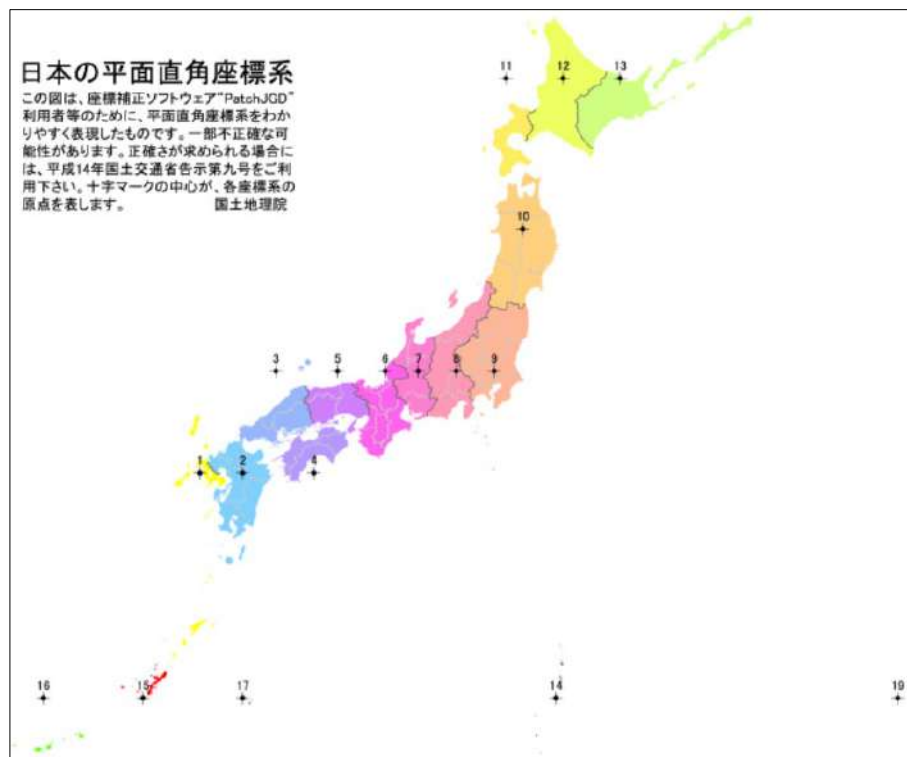 日本の平面直角座標系
この図は、座標補正ソフトウェア"PatchJGD"
利用者等のために、平面直角座標系をわか
りやすく表現したものです。一部不正確な可
能性があります。正確さが求められる場合に
は、平成14年国土交通省告示第九号をご利
用下さい。十字マークの中心が、各座標系の
原点を表します。 国土地理院
11 12 13
10
3 5 6 7 8 9
1 2 4
16 15 17 14 19